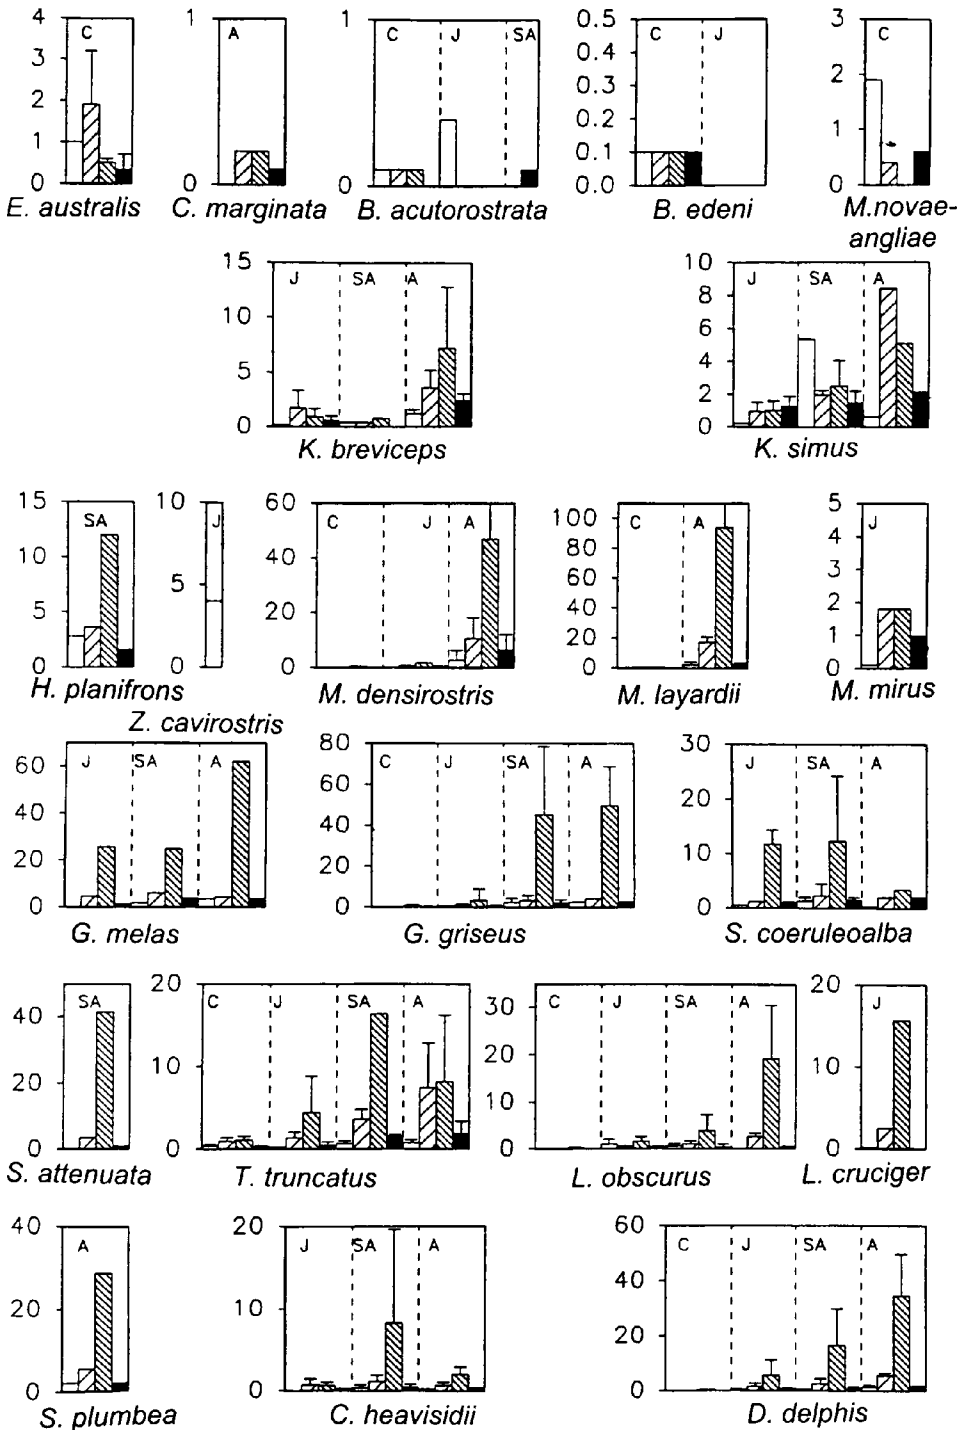 4 3 2 1 0 C
E. australis
1 0 A
C. marginata
1 0 C J SA
B. acutorostrata
0.5 0.4 0.3 0.2 0.1 0.0 C J
B. edeni
3 2 1 0 C
M.novae-
angliae
15 10 5 0 J SA A
K. breviceps
10 8 6 4 2 0 J SA A
K. simus
15 10 5 0 SA
H. planifrons
10 5 0 J
Z. cavirostris
60 40 20 0 C J A
M. densirostris
100 80 60 40 20 0 C A
M. layardii
5 4 3 2 1 0 J
M. mirus
60 40 20 0 J SA A
G. melas
80 60 40 20 0 C J SA A
G. griseus
30 20 10 0 J SA A
S. coeruleoalba
40 20 0 SA
S. attenuata
20 10 0 C J SA A
T. truncatus
30 20 10 0 C J SA A
L. obscurus
20 10 0 J
L. cruciger
40 20 0 A
S. plumbea
20 10 0 J SA A
C. heavisidii
60 40 20 0 C J SA A
D. delphis